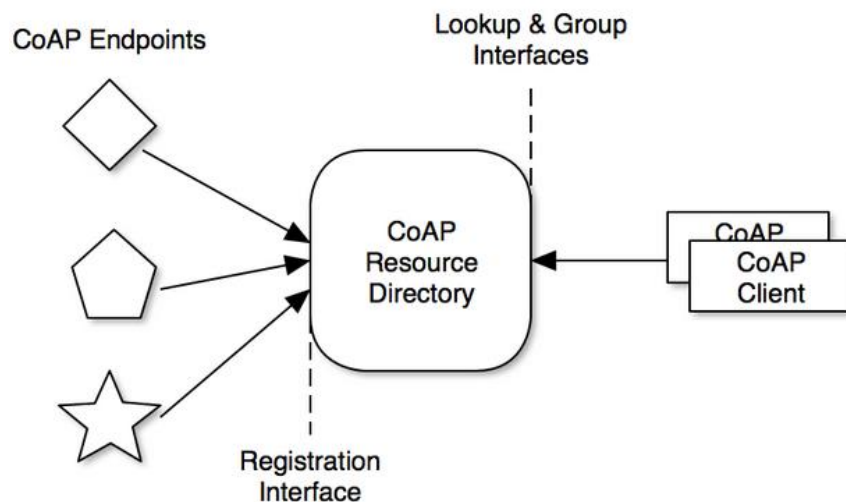 CoAP Endpoints
Lookup & Group
Interfaces
CoAP
Resource
Directory
CoAP
CoAP
Client
Registration
Interface